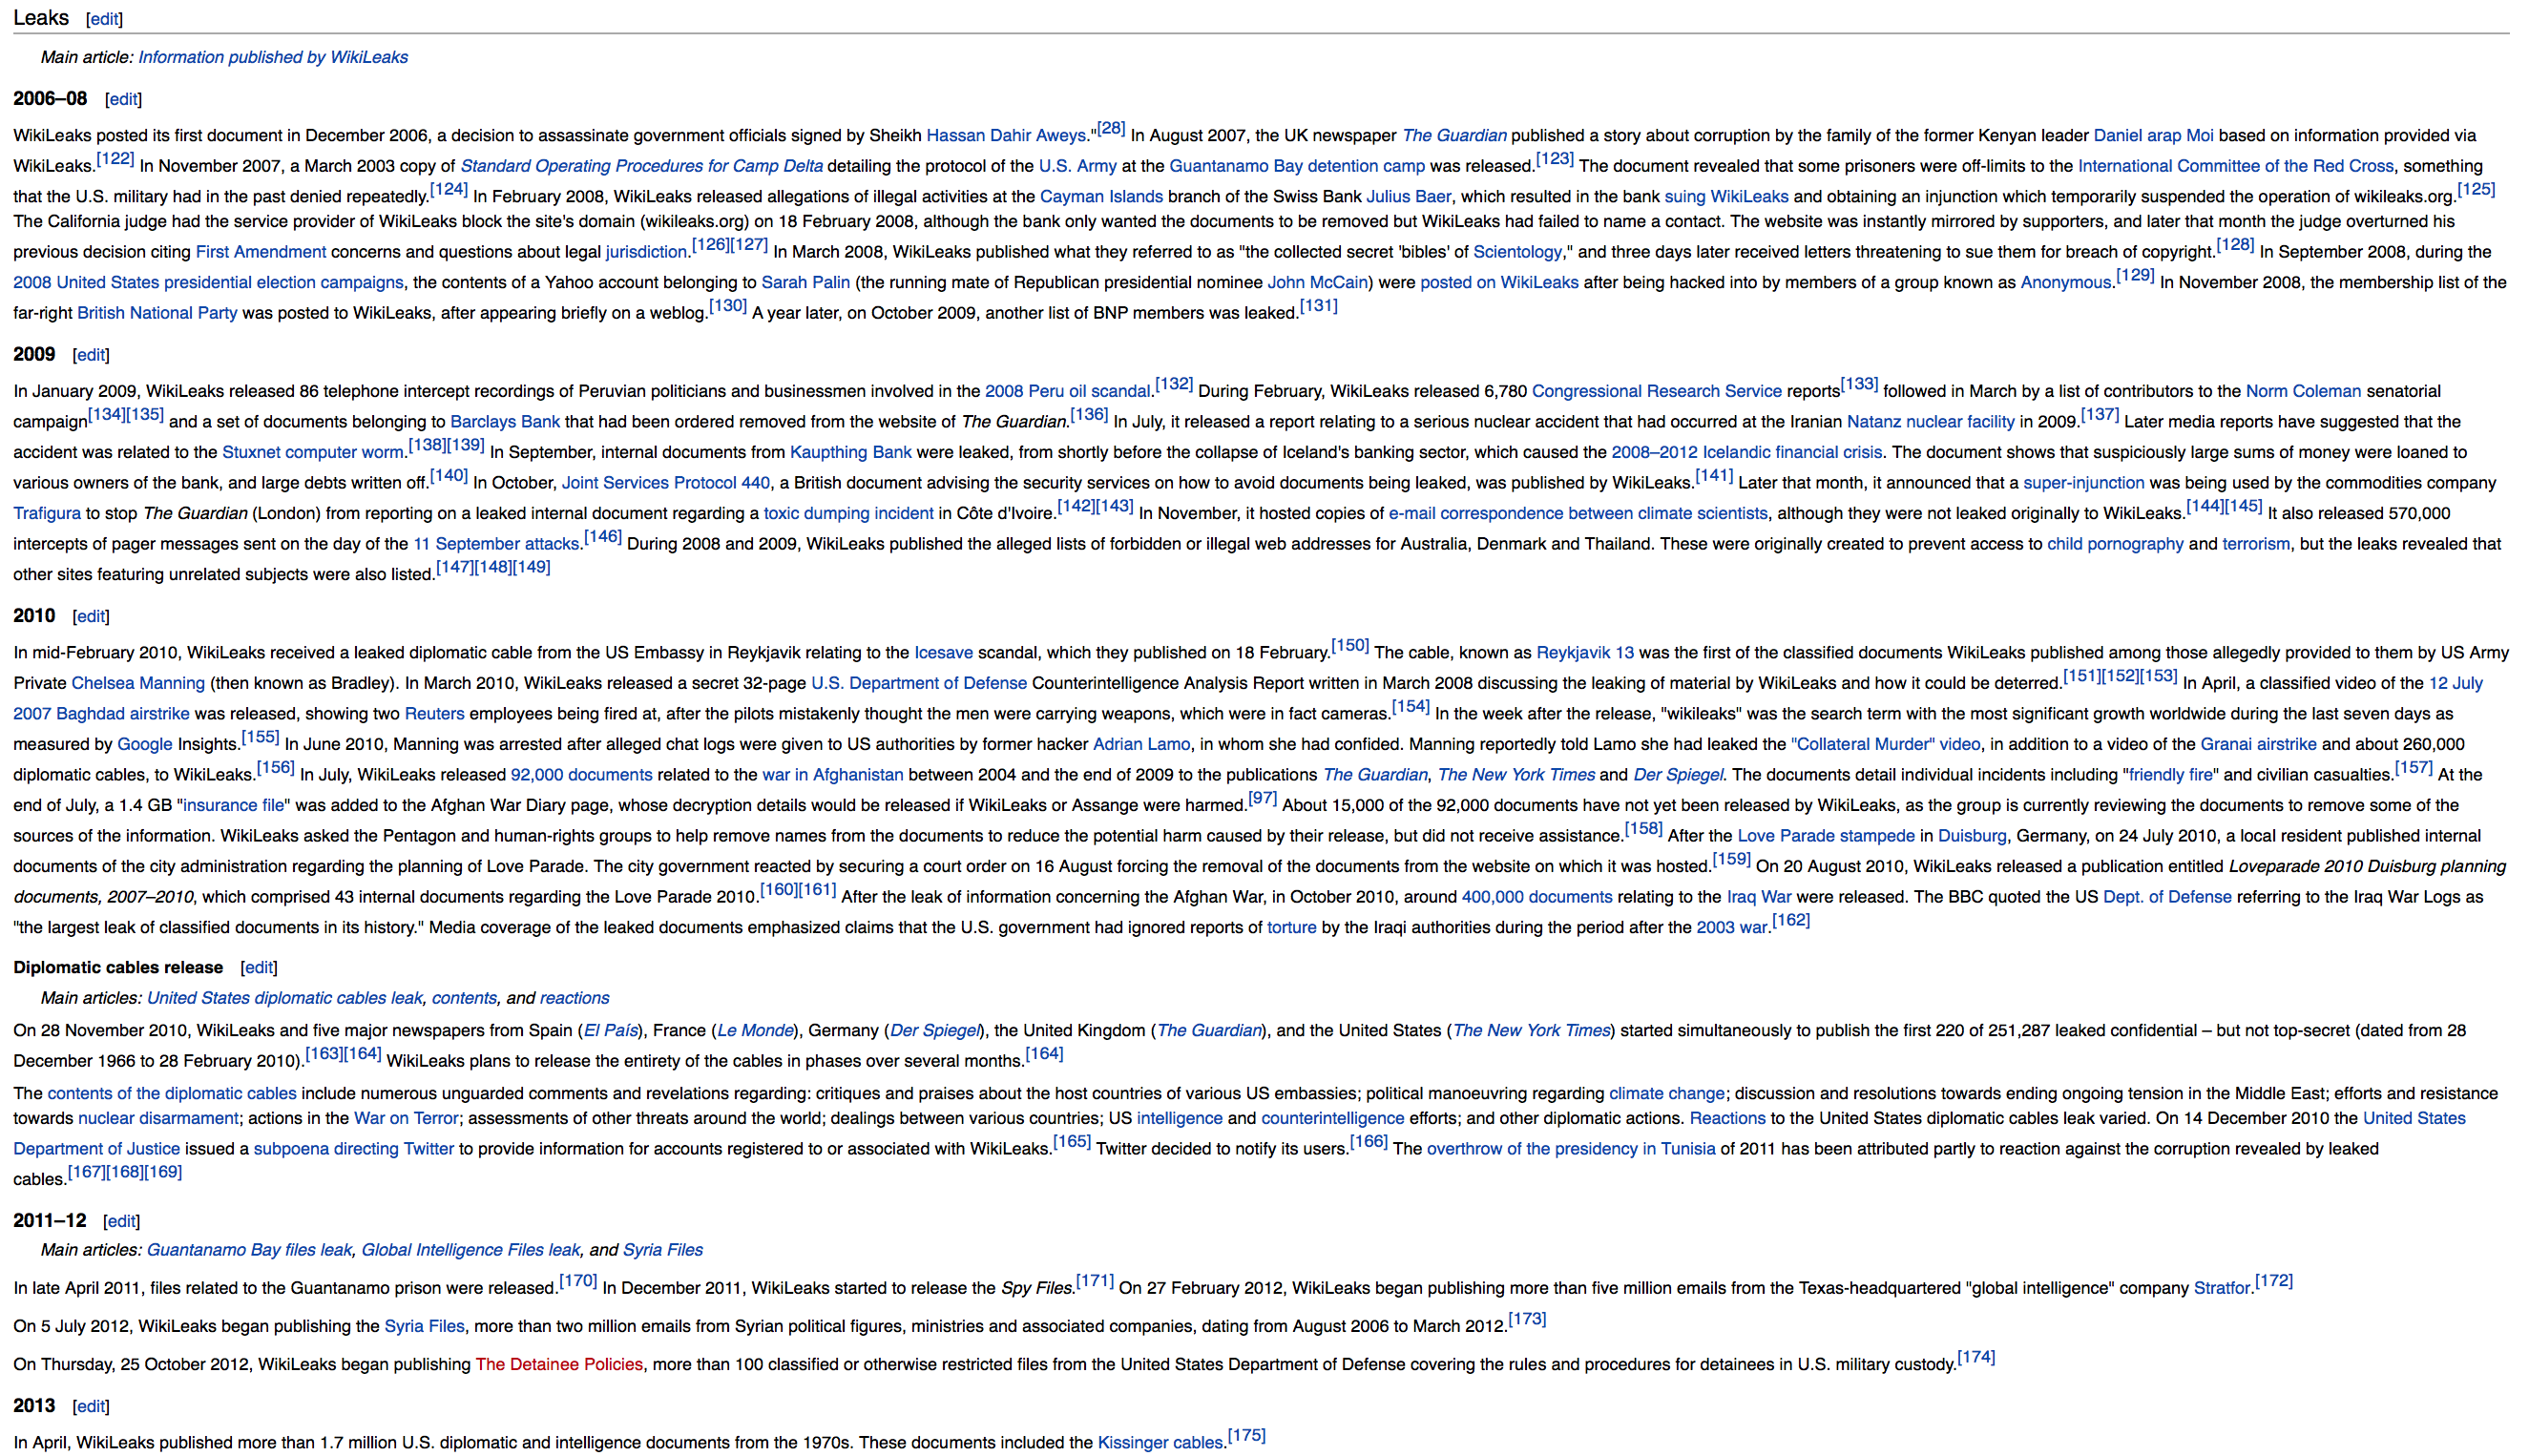 Leaks [edit]
Main article: Information published by WikiLeaks
2006–08 [edit]
WikiLeaks posted its first document in December 2006, a decision to assassinate government officials signed by Sheikh Hassan Dahir Aweys."[28] In August 2007, the UK newspaper The Guardian published a story about corruption by the family of the former Kenyan leader Daniel arap Moi based on information provided via
WikiLeaks.[122] In November 2007, a March 2003 copy of Standard Operating Procedures for Camp Delta detailing the protocol of the U.S. Army at the Guantanamo Bay detention camp was released.[123] The document revealed that some prisoners were off-limits to the International Committee of the Red Cross, something
that the U.S. military had in the past denied repeatedly.[124] In February 2008, WikiLeaks released allegations of illegal activities at the Cayman Islands branch of the Swiss Bank Julius Baer, which resulted in the bank suing WikiLeaks and obtaining an injunction which temporarily suspended the operation of wikileaks.org.[125]
The California judge had the service provider of WikiLeaks block the site's domain (wikileaks.org) on 18 February 2008, although the bank only wanted the documents to be removed but WikiLeaks had failed to name a contact. The website was instantly mirrored by supporters, and later that month the judge overturned his
previous decision citing First Amendment concerns and questions about legal jurisdiction.[126][127] In March 2008, WikiLeaks published what they referred to as "the collected secret 'bibles' of Scientology," and three days later received letters threatening to sue them for breach of copyright.[128] In September 2008, during the
2008 United States presidential election campaigns, the contents of a Yahoo account belonging to Sarah Palin (the running mate of Republican presidential nominee John McCain) were posted on WikiLeaks after being hacked into by members of a group known as Anonymous.[129] In November 2008, the membership list of the
far-right British National Party was posted to WikiLeaks, after appearing briefly on a weblog.[130] A year later, on October 2009, another list of BNP members was leaked.[131]
2009 [edit]
In January 2009, WikiLeaks released 86 telephone intercept recordings of Peruvian politicians and businessmen involved in the 2008 Peru oil scandal.[132] During February, WikiLeaks released 6,780 Congressional Research Service reports[133] followed in March by a list of contributors to the Norm Coleman senatorial
campaign[134][135] and a set of documents belonging to Barclays Bank that had been ordered removed from the website of The Guardian.[136] In July, it released a report relating to a serious nuclear accident that had occurred at the Iranian Natanz nuclear facility in 2009.[137] Later media reports have suggested that the
accident was related to the Stuxnet computer worm.[138][139] In September, internal documents from Kaupthing Bank were leaked, from shortly before the collapse of Iceland's banking sector, which caused the 2008–2012 Icelandic financial crisis. The document shows that suspiciously large sums of money were loaned to
various owners of the bank, and large debts written off.[140] In October, Joint Services Protocol 440, a British document advising the security services on how to avoid documents being leaked, was published by WikiLeaks.[141] Later that month, it announced that a super-injunction was being used by the commodities company
Trafigura to stop The Guardian (London) from reporting on a leaked internal document regarding a toxic dumping incident in Côte d'Ivoire.[142][143] In November, it hosted copies of e-mail correspondence between climate scientists, although they were not leaked originally to WikiLeaks.[144][145] It also released 570,000
intercepts of pager messages sent on the day of the 11 September attacks.[146] During 2008 and 2009, WikiLeaks published the alleged lists of forbidden or illegal web addresses for Australia, Denmark and Thailand. These were originally created to prevent access to child pornography and terrorism, but the leaks revealed that
other sites featuring unrelated subjects were also listed.[147][148][149]
2010 [edit]
In mid-February 2010, WikiLeaks received a leaked diplomatic cable from the US Embassy in Reykjavik relating to the Icesave scandal, which they published on 18 February.[150] The cable, known as Reykjavik 13 was the first of the classified documents WikiLeaks published among those allegedly provided to them by US Army
Private Chelsea Manning (then known as Bradley). In March 2010, WikiLeaks released a secret 32-page U.S. Department of Defense Counterintelligence Analysis Report written in March 2008 discussing the leaking of material by WikiLeaks and how it could be deterred.[151][152][153] In April, a classified video of the 12 July
2007 Baghdad airstrike was released, showing two Reuters employees being fired at, after the pilots mistakenly thought the men were carrying weapons, which were in fact cameras.[154] In the week after the release, "wikileaks" was the search term with the most significant growth worldwide during the last seven days as
measured by Google Insights.[155] In June 2010, Manning was arrested after alleged chat logs were given to US authorities by former hacker Adrian Lamo, in whom she had confided. Manning reportedly told Lamo she had leaked the "Collateral Murder" video, in addition to a video of the Granai airstrike and about 260,000
diplomatic cables, to WikiLeaks.[156] In July, WikiLeaks released 92,000 documents related to the war in Afghanistan between 2004 and the end of 2009 to the publications The Guardian, The New York Times and Der Spiegel. The documents detail individual incidents including "friendly fire" and civilian casualties.[157] At the
end of July, a 1.4 GB "insurance file" was added to the Afghan War Diary page, whose decryption details would be released if WikiLeaks or Assange were harmed.[97] About 15,000 of the 92,000 documents have not yet been released by WikiLeaks, as the group is currently reviewing the documents to remove some of the
sources of the information. WikiLeaks asked the Pentagon and human-rights groups to help remove names from the documents to reduce the potential harm caused by their release, but did not receive assistance.[158] After the Love Parade stampede in Duisburg, Germany, on 24 July 2010, a local resident published internal
documents of the city administration regarding the planning of Love Parade. The city government reacted by securing a court order on 16 August forcing the removal of the documents from the website on which it was hosted.[159] On 20 August 2010, WikiLeaks released a publication entitled Loveparade 2010 Duisburg planning
documents, 2007–2010, which comprised 43 internal documents regarding the Love Parade 2010.[160][161] After the leak of information concerning the Afghan War, in October 2010, around 400,000 documents relating to the Iraq War were released. The BBC quoted the US Dept. of Defense referring to the Iraq War Logs as
"the largest leak of classified documents in its history." Media coverage of the leaked documents emphasized claims that the U.S. government had ignored reports of torture by the Iraqi authorities during the period after the 2003 war.[162]
Diplomatic cables release [edit]
Main articles: United States diplomatic cables leak, contents, and reactions
On 28 November 2010, WikiLeaks and five major newspapers from Spain (El País), France (Le Monde), Germany (Der Spiegel), the United Kingdom (The Guardian), and the United States (The New York Times) started simultaneously to publish the first 220 of 251,287 leaked confidential – but not top-secret (dated from 28
December 1966 to 28 February 2010).[163][164] WikiLeaks plans to release the entirety of the cables in phases over several months.[164]
The contents of the diplomatic cables include numerous unguarded comments and revelations regarding: critiques and praises about the host countries of various US embassies; political manoeuvring regarding climate change; discussion and resolutions towards ending ongoing tension in the Middle East; efforts and resistance
towards nuclear disarmament; actions in the War on Terror; assessments of other threats around the world; dealings between various countries; US intelligence and counterintelligence efforts; and other diplomatic actions. Reactions to the United States diplomatic cables leak varied. On 14 December 2010 the United States
Department of Justice issued a subpoena directing Twitter to provide information for accounts registered to or associated with WikiLeaks.[165] Twitter decided to notify its users.[166] The overthrow of the presidency in Tunisia of 2011 has been attributed partly to reaction against the corruption revealed by leaked
cables.[167][168][169]
2011–12 [edit]
Main articles: Guantanamo Bay files leak, Global Intelligence Files leak, and Syria Files
In late April 2011, files related to the Guantanamo prison were released.[170] In December 2011, WikiLeaks started to release the Spy Files.[171] On 27 February 2012, WikiLeaks began publishing more than five million emails from the Texas-headquartered "global intelligence" company Stratfor.[172]
On 5 July 2012, WikiLeaks began publishing the Syria Files, more than two million emails from Syrian political figures, ministries and associated companies, dating from August 2006 to March 2012.[173]
On Thursday, 25 October 2012, WikiLeaks began publishing The Detainee Policies, more than 100 classified or otherwise restricted files from the United States Department of Defense covering the rules and procedures for detainees in U.S. military custody.[174]
2013 [edit]
In April, WikiLeaks published more than 1.7 million U.S. diplomatic and intelligence documents from the 1970s. These documents included the Kissinger cables.[175]